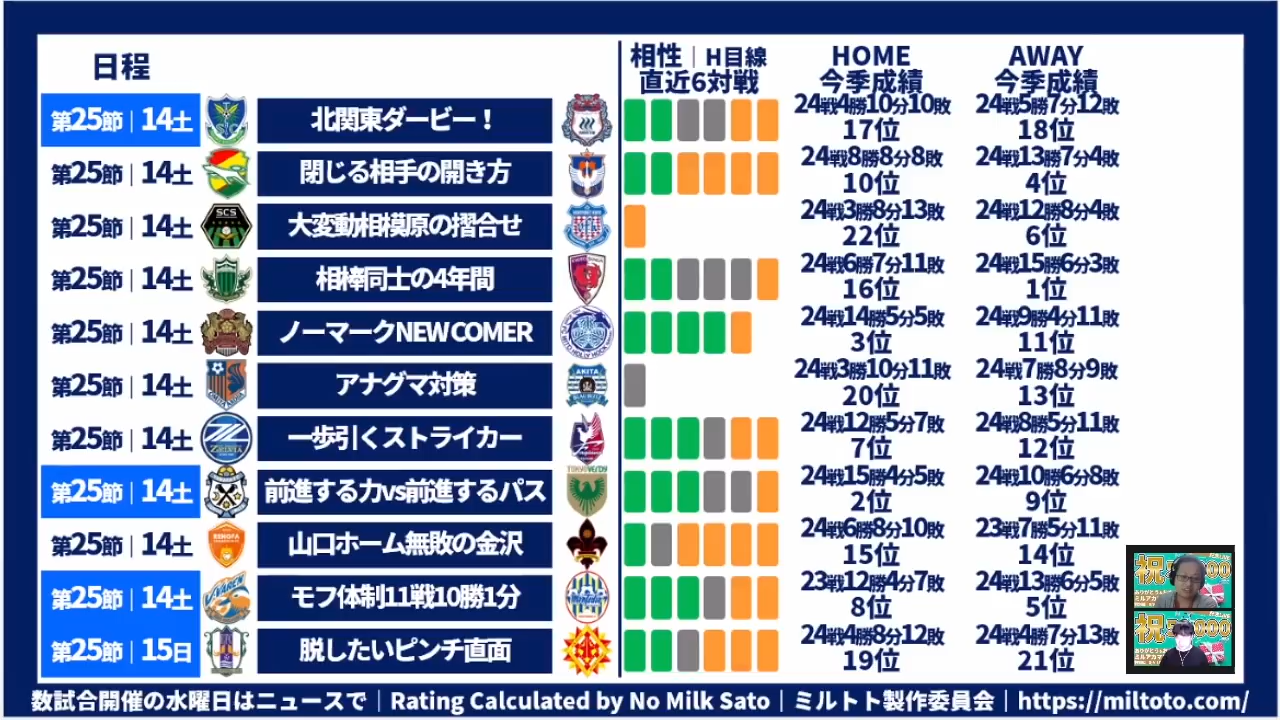 日程
相性｜H目線
直近6対戦
HOME
今季成績
AWAY
今季成績
第25節｜14土
北関東ダービー！
24戦4勝10分10敗
17位
24戦5勝7分12敗
18位
第25節｜14土
閉じる相手の開き方
24戦8勝8分8敗
10位
24戦13勝7分4敗
4位
第25節｜14土
SCS
大変動相模原の摺合せ
24戦3勝8分13敗
22位
24戦12勝8分4敗
6位
第25節｜14土
相棒同士の4年間
24戦6勝7分11敗
16位
24戦15勝6分3敗
1位
第25節｜14土
ノーマークNEWCOMER
24戦14勝5分5敗
3位
24戦9勝4分11敗
11位
第25節｜14土
アナグマ対策
AKITA
24戦3勝10分11敗
20位
24戦7勝8分9敗
13位
第25節｜14土
ZELVIA
一歩引くストライカー
24戦12勝5分7敗
7位
24戦8勝5分11敗
12位
第25節｜14土
前進する力vs前進するパス
TOKYO VERDY
24戦15勝4分5敗
2位
24戦10勝6分8敗
9位
第25節｜14土
RENOFA
山口ホーム無敗の金沢
24戦6勝8分10敗
15位
23戦7勝5分11敗
14位
第25節｜14土
V・VAREN
モフ体制11戦10勝1分
Montedio
23戦12勝4分7敗
8位
24戦13勝6分5敗
5位
第25節｜15日
脱したいピンチ直面
24戦4勝8分12敗
19位
24戦4勝7分13敗
21位
数試合開催の水曜日はニュースで｜Rating Calculated by No Milk Sato｜ミルトト製作委員会｜https://miltoto.com/